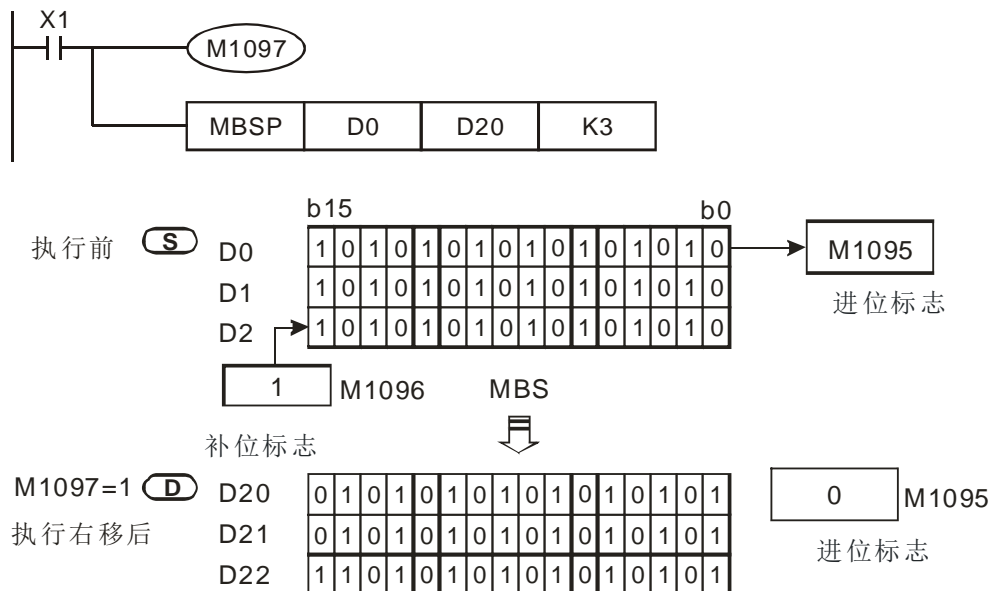 X1
M1097
MBSP D0 D20 K3
b15 b0
执行前 S D0 1 0 1 0 1 0 1 0 1 0 1 0 1 0 1 0 M1095
D1 1 0 1 0 1 0 1 0 1 0 1 0 1 0 1 0
进位标志
D2 1 0 1 0 1 0 1 0 1 0 1 0 1 0 1 0
1 M1096 MBS
补位标志
M1097=1 D D20 0 1 0 1 0 1 0 1 0 1 0 1 0 1 0 1 0 M1095
执行右移后 D21 0 1 0 1 0 1 0 1 0 1 0 1 0 1 0 1
进位标志
D22 1 1 0 1 0 1 0 1 0 1 0 1 0 1 0 1